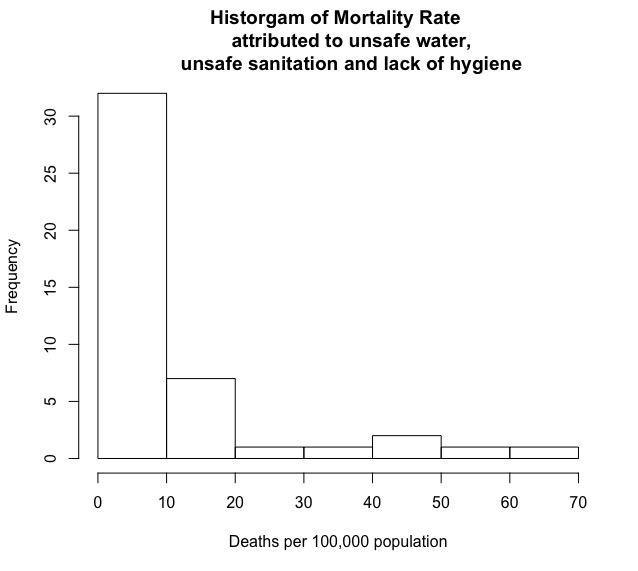 Historgam of Mortality Rate
attributed to unsafe water,
unsafe sanitation and lack of hygiene
30
25
20
15
10
5
0
Frequency
0 10 20 30 40 50 60 70
Deaths per 100,000 population